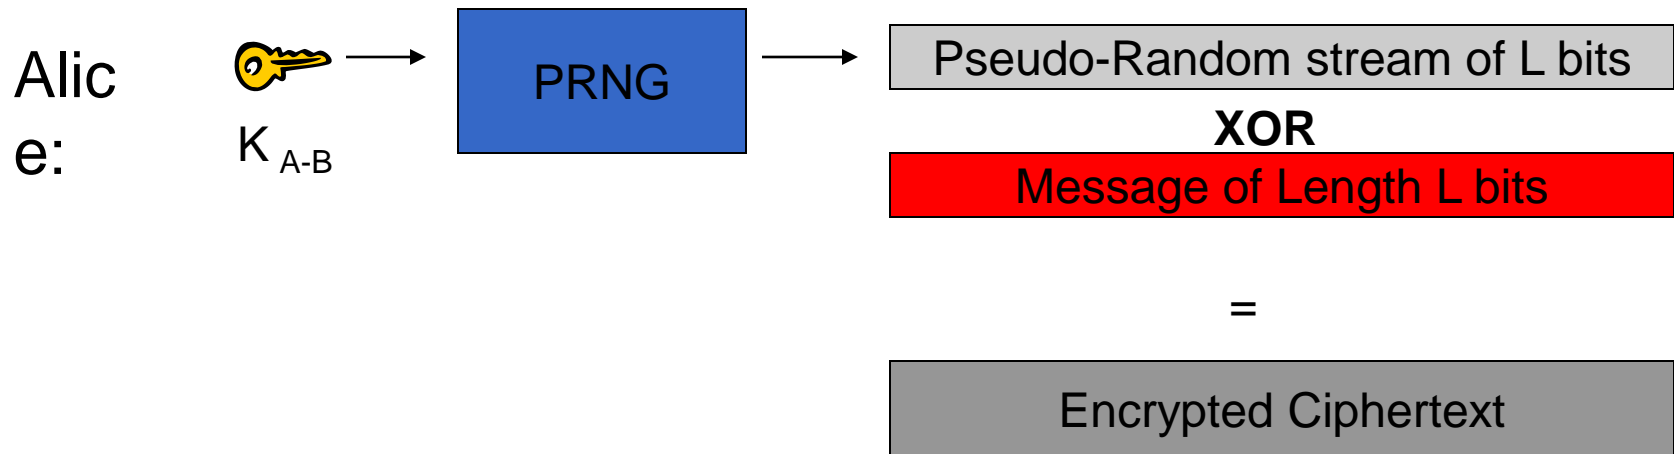 Alic
e:
K A-B
PRNG
Pseudo-Random stream of L bits
XOR
Message of Length L bits
=
Encrypted Ciphertext